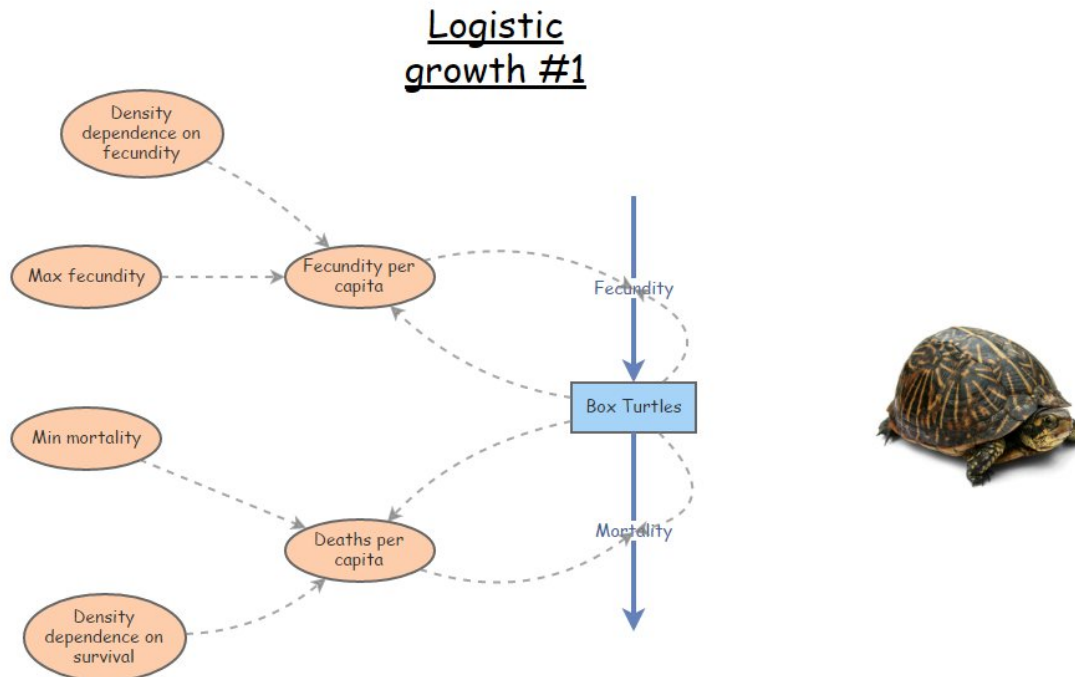 Logistic
growth #1
Density
dependence on
fecundity
Max fecundity
Fecundity per
capita
Fecundity
Box Turtles
Min mortality
Mortality
Deaths per
capita
Density
dependence on
survival